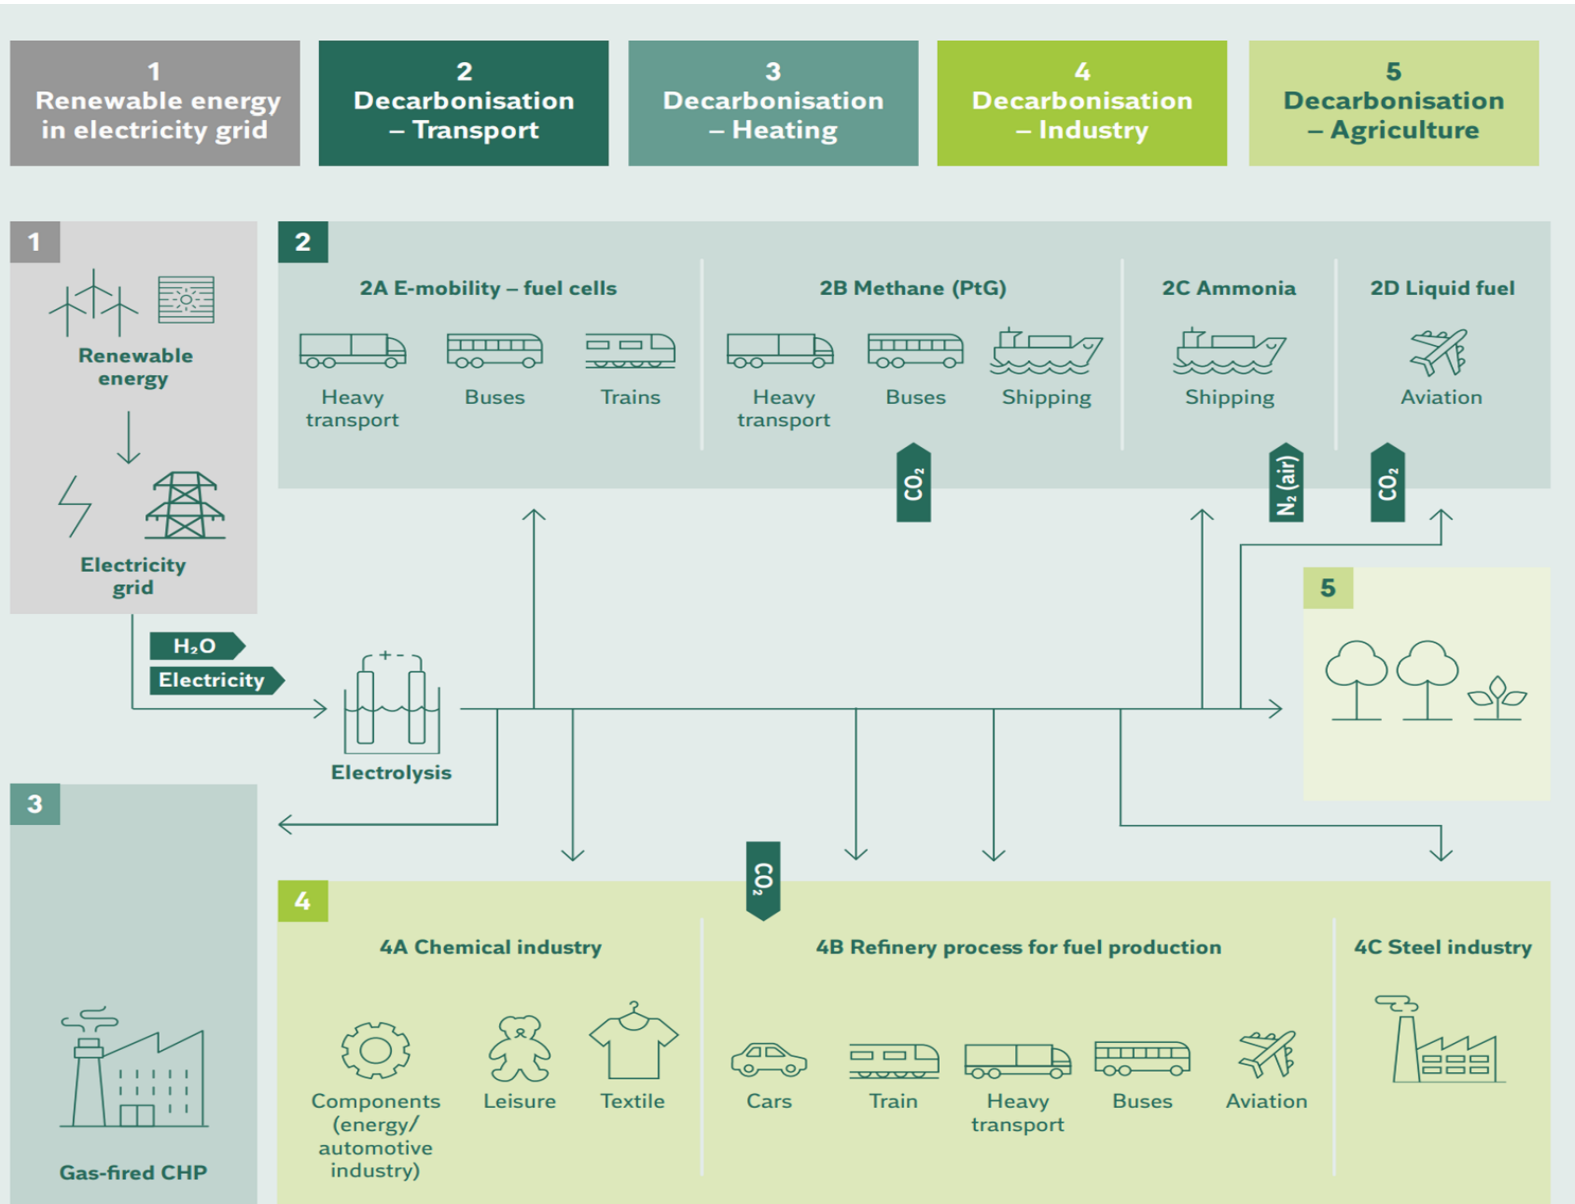 1
Renewable energy
in electricity grid
2
Decarbonisation
– Transport
3
Decarbonisation
– Heating
4
Decarbonisation
– Industry
5
Decarbonisation
– Agriculture
1
Renewable
energy
Electricity
grid
2
2A E-mobility – fuel cells
Heavy
transport
Buses
Trains
2B Methane (PtG)
Heavy
transport
Buses
Shipping
2C Ammonia
Shipping
2D Liquid fuel
Aviation
CO₂
N₂ (air)
CO₂
H₂O
Electricity
+ -
Electrolysis
5
3
Gas-fired CHP
CO₂
4
4A Chemical industry
Components
(energy/
automotive
industry)
Leisure
Textile
4B Refinery process for fuel production
Cars
Train
Heavy
transport
Buses
Aviation
4C Steel industry